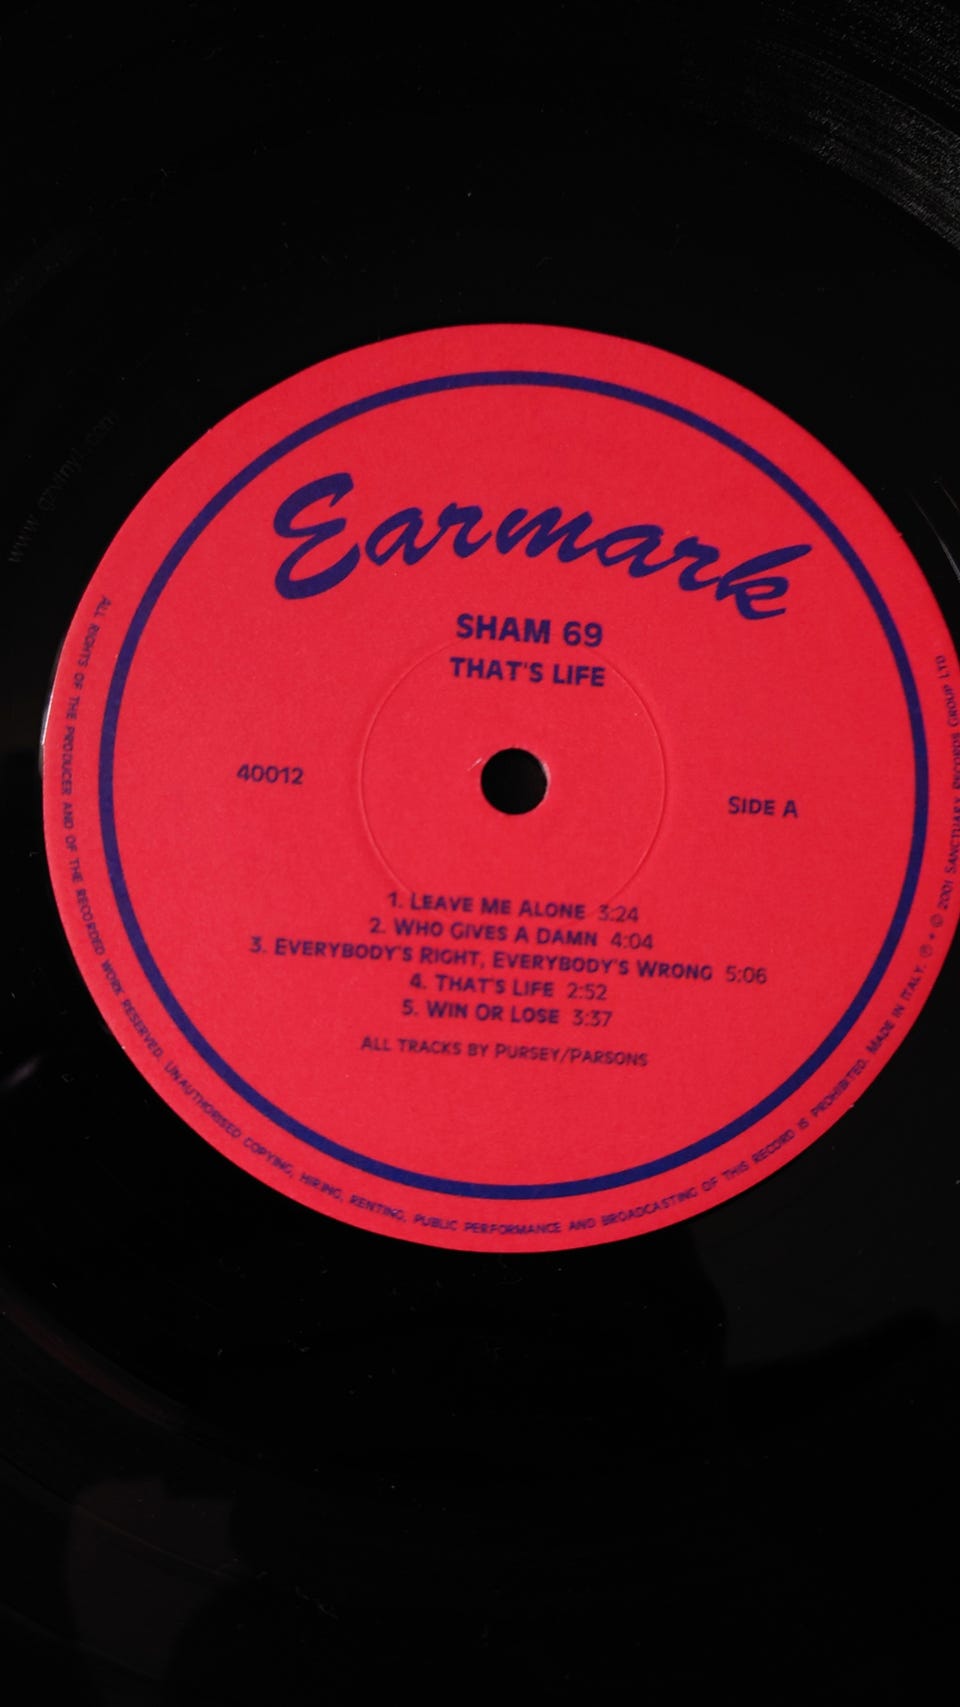 Earmark
SHAM 69
THAT'S LIFE
40012
SIDE A
1. LEAVE ME ALONE 3:24
2. WHO GIVES A DAMN 4:04
3. EVERYBODY'S RIGHT, EVERYBODY'S WRONG 5:06
4. THAT'S LIFE 2:52
5. WIN OR LOSE 3:37
ALL TRACKS BY PURSEY/PARSONS
ALL RIGHTS OF THE PRODUCER AND OF THE RECORDED WORK RESERVED. UNAUTHORISED COPYING, HIRING, RENTING, PUBLIC PERFORMANCE AND BROADCASTING OF THIS RECORD IS PROHIBITED. MADE IN ITALY. ℗ • © 2001 SANCTUARY RECORDS GROUP LTD
www.gzvinyl.com